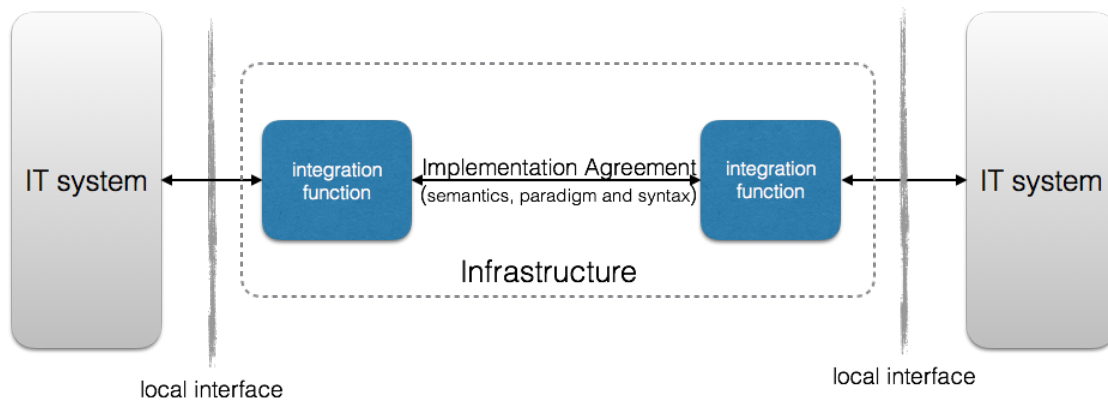 IT system
integration
function
Implementation Agreement
(semantics, paradigm and syntax)
integration
function
IT system
Infrastructure
local interface
local interface